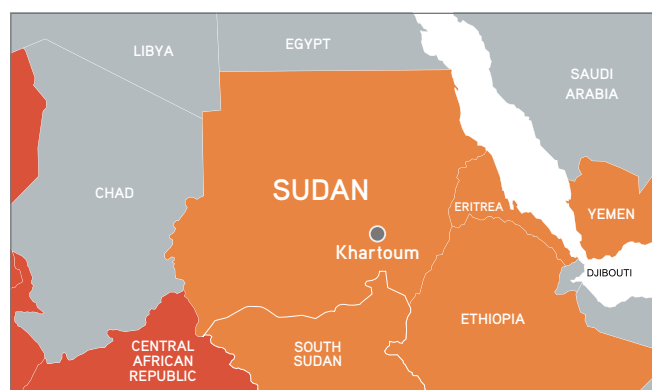 LIBYA
EGYPT
SAUDI
ARABIA
CHAD
SUDAN
ERITREA
YEMEN
Khartoum
DJIBOUTI
ETHIOPIA
CENTRAL
AFRICAN
REPUBLIC
SOUTH
SUDAN